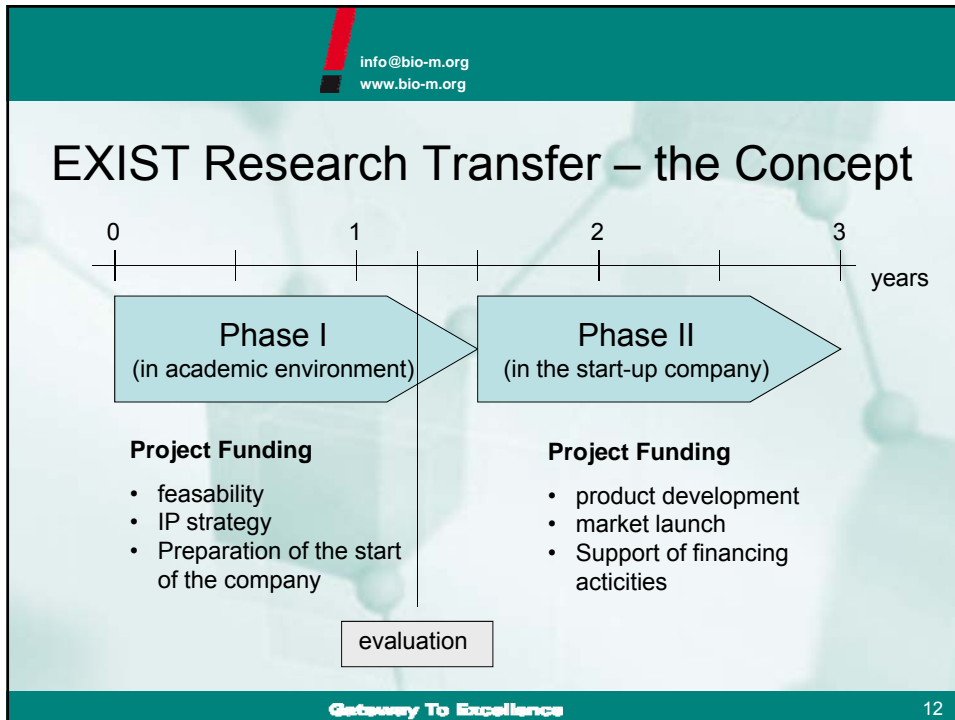 info@bio-m.org
www.bio-m.org
EXIST Research Transfer – the Concept
0 1 2 3
years
Phase I
(in academic environment)
Phase II
(in the start-up company)
Project Funding
• feasability
• IP strategy
• Preparation of the start
of the company
Project Funding
• product development
• market launch
• Support of financing
acticities
evaluation
Gateway To Excellence
12